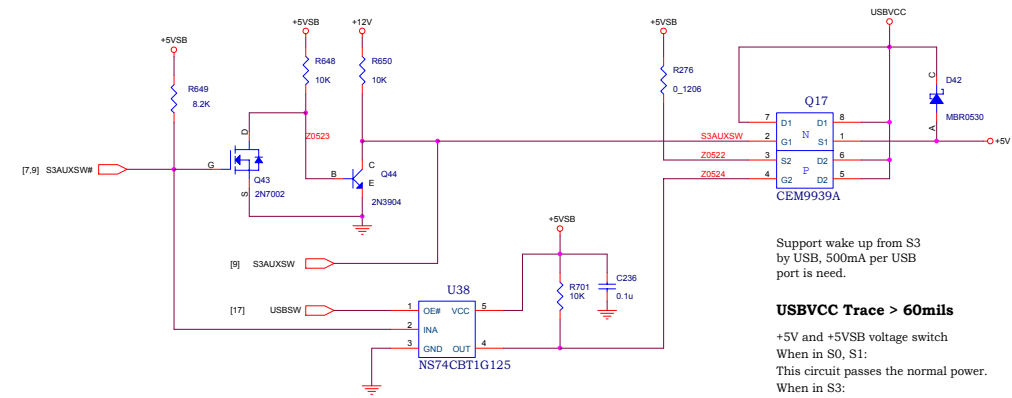 USBVCC
+5VSB
+12V
+5VSB
+5VSB
R648
10K
R650
10K
R276
0_1206
R649
8.2K
C
D42
MBR0530
A
Q17
7 D1 D1 8
S3AUXSW 2 G1 N S1 1
+5V
Z0522 3 S2 D2 6
Z0524 4 G2 P D2 5
CEM9939A
D
Z0523
[7,9] S3AUXSW#
G
Q43
S
2N7002
C
B
E
Q44
2N3904
+5VSB
[9] S3AUXSW
R701
10K
C236
0.1u
U38
[17] USBSW
1 OE# VCC 5
2 INA
3 GND OUT 4
NS74CBT1G125
Support wake up from S3
by USB, 500mA per USB
port is need.
USBVCC Trace > 60mils
+5V and +5VSB voltage switch
When in S0, S1:
This circuit passes the normal power.
When in S3: